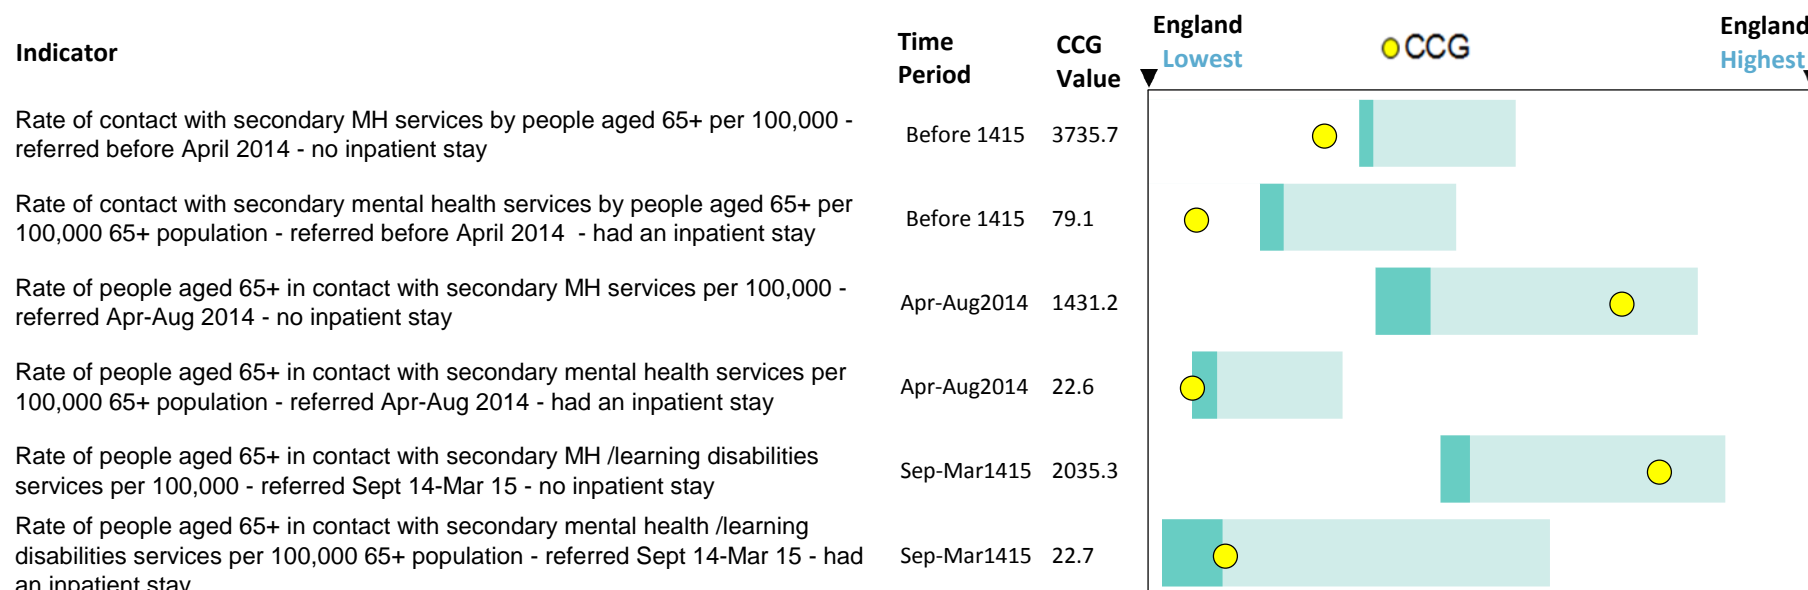 Indicator
Time Period
CCG Value
England Lowest
CCG
England Highest
Rate of contact with secondary MH services by people aged 65+ per 100,000 -
referred before April 2014 - no inpatient stay
Before 1415 3735.7
Rate of contact with secondary mental health services by people aged 65+ per
100,000 65+ population - referred before April 2014 - had an inpatient stay
Before 1415 79.1
Rate of people aged 65+ in contact with secondary MH services per 100,000 -
referred Apr-Aug 2014 - no inpatient stay
Apr-Aug2014 1431.2
Rate of people aged 65+ in contact with secondary mental health services per
100,000 65+ population - referred Apr-Aug 2014 - had an inpatient stay
Apr-Aug2014 22.6
Rate of people aged 65+ in contact with secondary MH /learning disabilities
services per 100,000 - referred Sept 14-Mar 15 - no inpatient stay
Sep-Mar1415 2035.3
Rate of people aged 65+ in contact with secondary mental health /learning
disabilities services per 100,000 65+ population - referred Sept 14-Mar 15 - had
an inpatient stay
Sep-Mar1415 22.7